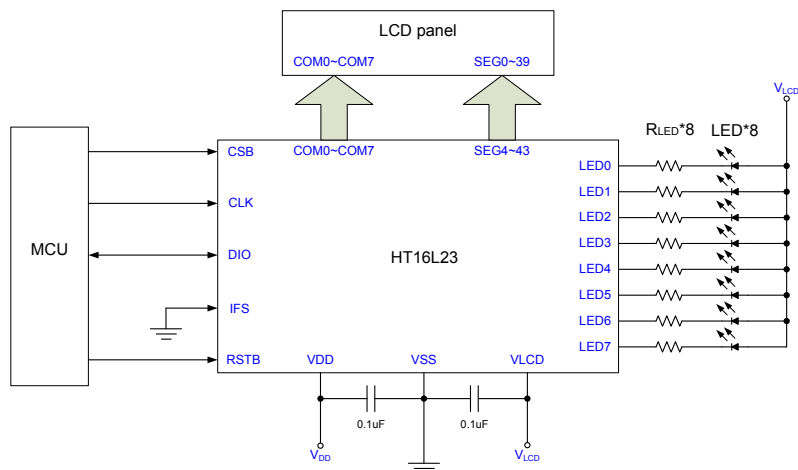 LCD panel
COM0~COM7 SEG0~39
VLCD
RLED*8 LED*8
COM0~COM7 SEG4~43
CSB
LED0
LED1
CLK
LED2
MCU
DIO
HT16L23
LED3
LED4
LED5
IFS
LED6
LED7
RSTB
VDD VSS VLCD
0.1uF 0.1uF
VDD VLCD